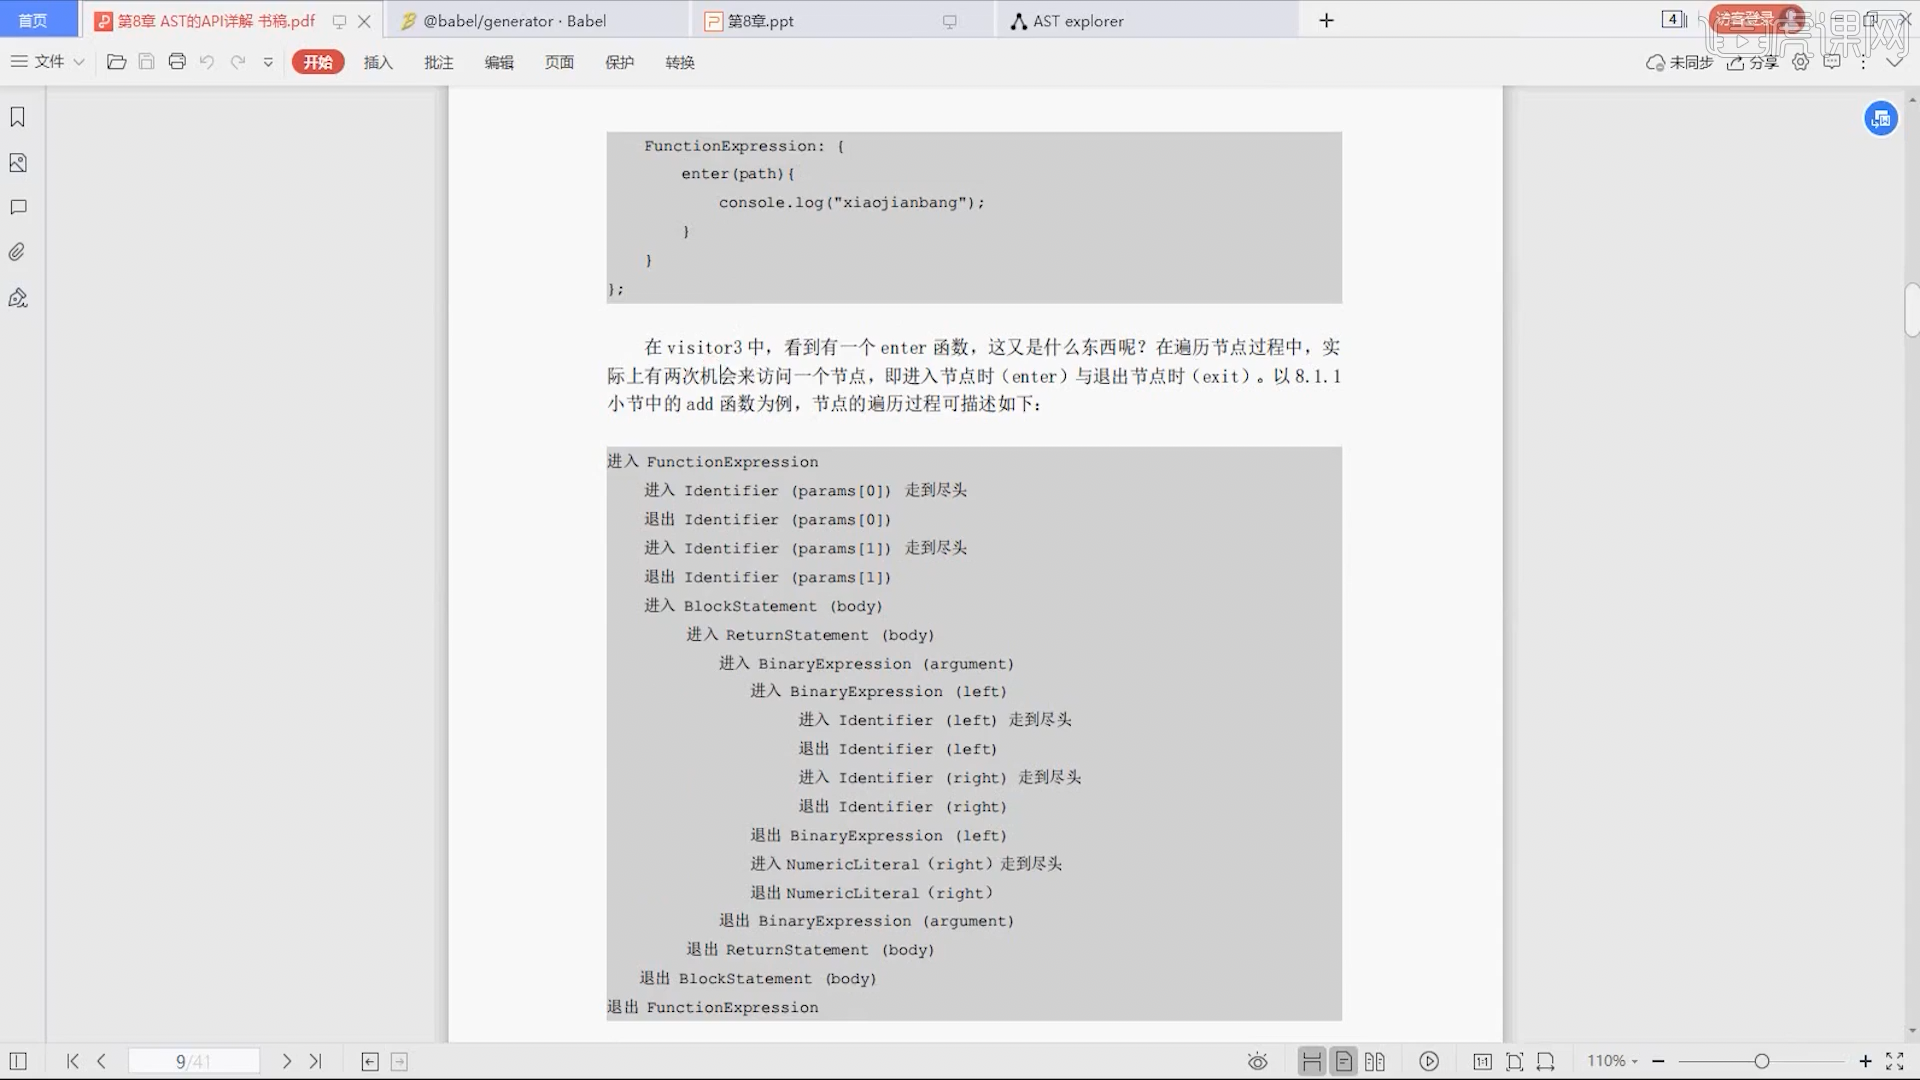 首页
第8章 AST的API详解 书稿.pdf
@babel/generator · Babel
第8章.ppt
AST explorer
4
访客登录
虎课网
文件
开始
插入
批注
编辑
页面
保护
转换
未同步
分享
FunctionExpression: {
enter(path){
console.log("xiaojianbang");
}
}
};
在 visitor3 中，看到有一个 enter 函数，这又是什么东西呢？在遍历节点过程中，实
际上有两次机会来访问一个节点，即进入节点时（enter）与退出节点时（exit）。以 8.1.1
小节中的 add 函数为例，节点的遍历过程可描述如下：
进入 FunctionExpression
进入 Identifier (params[0]) 走到尽头
退出 Identifier (params[0])
进入 Identifier (params[1]) 走到尽头
退出 Identifier (params[1])
进入 BlockStatement (body)
进入 ReturnStatement (body)
进入 BinaryExpression (argument)
进入 BinaryExpression (left)
进入 Identifier (left) 走到尽头
退出 Identifier (left)
进入 Identifier (right) 走到尽头
退出 Identifier (right)
退出 BinaryExpression (left)
进入 NumericLiteral（right）走到尽头
退出 NumericLiteral（right）
退出 BinaryExpression (argument)
退出 ReturnStatement (body)
退出 BlockStatement (body)
退出 FunctionExpression
9/41
110%